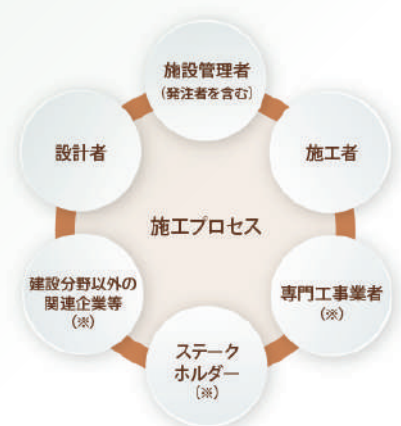 施設管理者
(発注者を含む)
設計者
施工者
施工プロセス
建設分野以外の
関連企業等
(※)
専門工事業者
(※)
ステーク
ホルダー
(※)